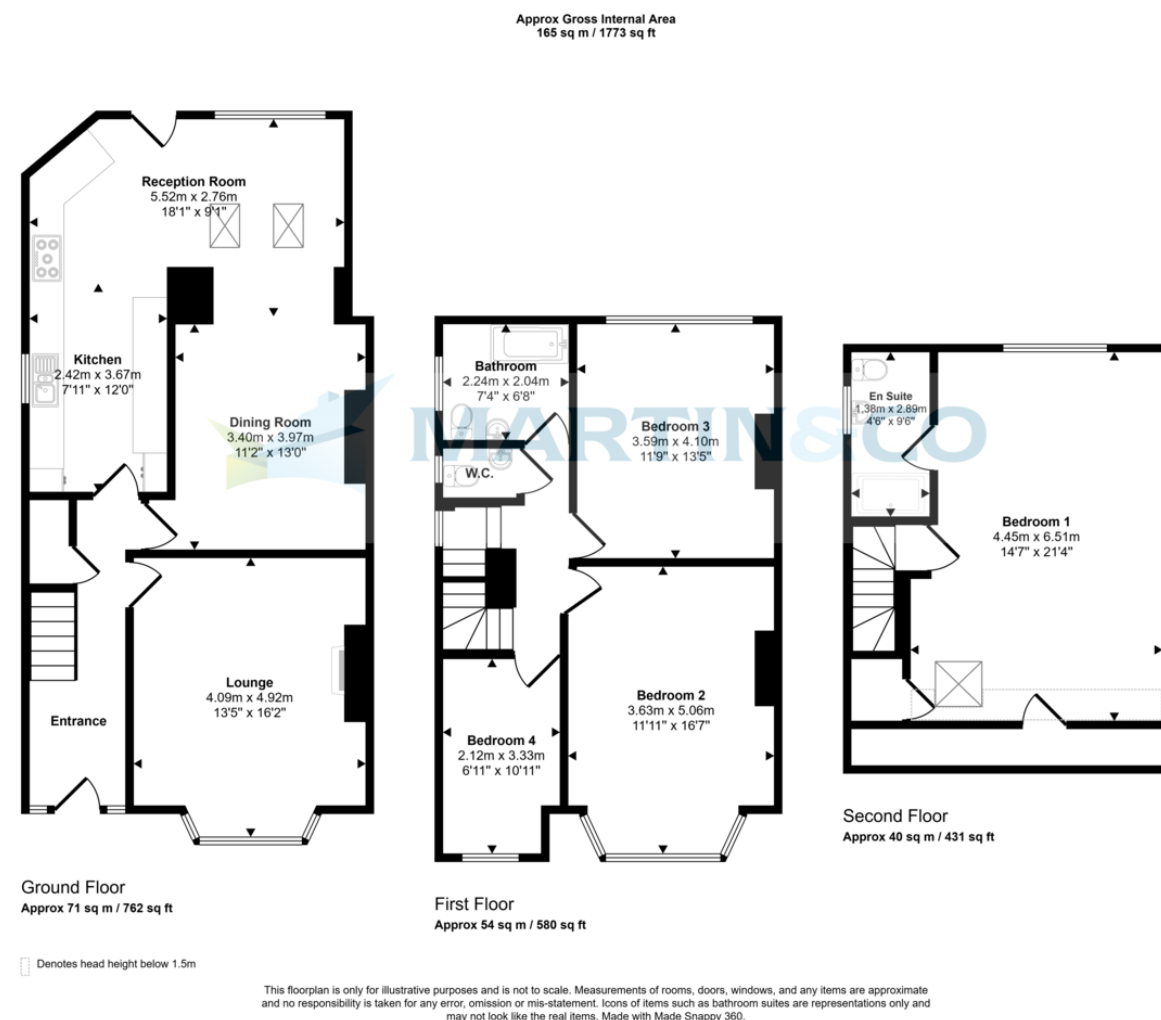 Approx Gross Internal Area
165 sq m / 1773 sq ft
Reception Room
5.52m x 2.76m
18'1" x 9'1"
Kitchen
2.42m x 3.67m
7'11" x 12'0"
Dining Room
3.40m x 3.97m
11'2" x 13'0"
Lounge
4.09m x 4.92m
13'5" x 16'2"
Entrance
Ground Floor
Approx 71 sq m / 762 sq ft
Bathroom
2.24m x 2.04m
7'4" x 6'8"
W.C.
Bedroom 3
3.59m x 4.10m
11'9" x 13'5"
Bedroom 2
3.63m x 5.06m
11'11" x 16'7"
Bedroom 4
2.12m x 3.33m
6'11" x 10'11"
First Floor
Approx 54 sq m / 580 sq ft
En Suite
1.38m x 2.89m
4'6" x 9'6"
Bedroom 1
4.45m x 6.51m
14'7" x 21'4"
Second Floor
Approx 40 sq m / 431 sq ft
MARTIN&CO
Denotes head height below 1.5m
This floorplan is only for illustrative purposes and is not to scale. Measurements of rooms, doors, windows, and any items are approximate
and no responsibility is taken for any error, omission or mis-statement. Icons of items such as bathroom suites are representations only and
may not look like the real items. Made with Made Snappy 360.